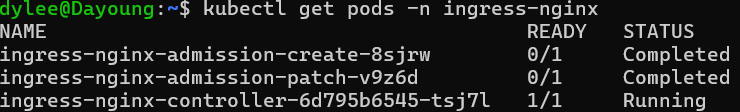 dylee@Dayoung:~$ kubectl get pods -n ingress-nginx
NAME READY STATUS
ingress-nginx-admission-create-8sjrw 0/1 Completed
ingress-nginx-admission-patch-v9z6d 0/1 Completed
ingress-nginx-controller-6d795b6545-tsj7l 1/1 Running